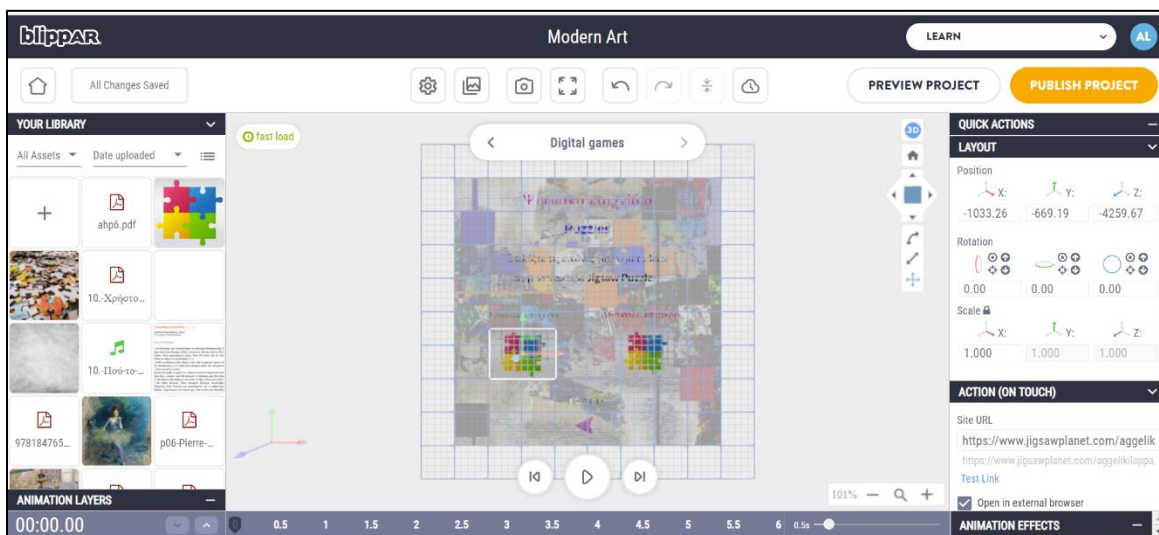 blippAR
Modern Art
LEARN
AL
All Changes Saved
PREVIEW PROJECT
PUBLISH PROJECT
YOUR LIBRARY
All Assets
Date uploaded
ahp6.pdf
10.-Χρήστο...
10.-Πού-το-...
978184765...
p06-Pierre-...
ANIMATION LAYERS
00:00.00
fast load
Digital games
3D
Ψηφιακά παιχνίδια
Puzzles
Jigsaw Puzzle
101%
0.5 1 1.5 2 2.5 3 3.5 4 4.5 5 5.5 6 0.5s
QUICK ACTIONS
LAYOUT
Position
X: Y: Z:
-1033.26 -669.19 -4259.67
Rotation
0.00 0.00 0.00
Scale
X: Y: Z:
1.000 1.000 1.000
ACTION (ON TOUCH)
Site URL
https://www.jigsawplanet.com/aggelik
https://www.jigsawplanet.com/aggelikilappa.
Test Link
Open in external browser
ANIMATION EFFECTS